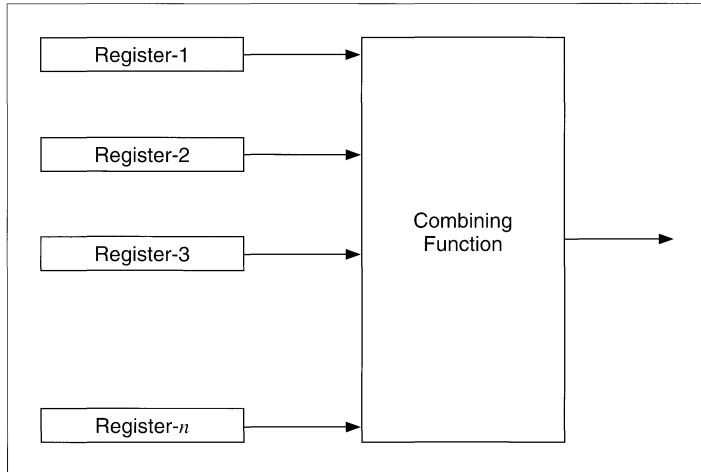 Register-1
Register-2
Register-3
Register-n
Combining
Function